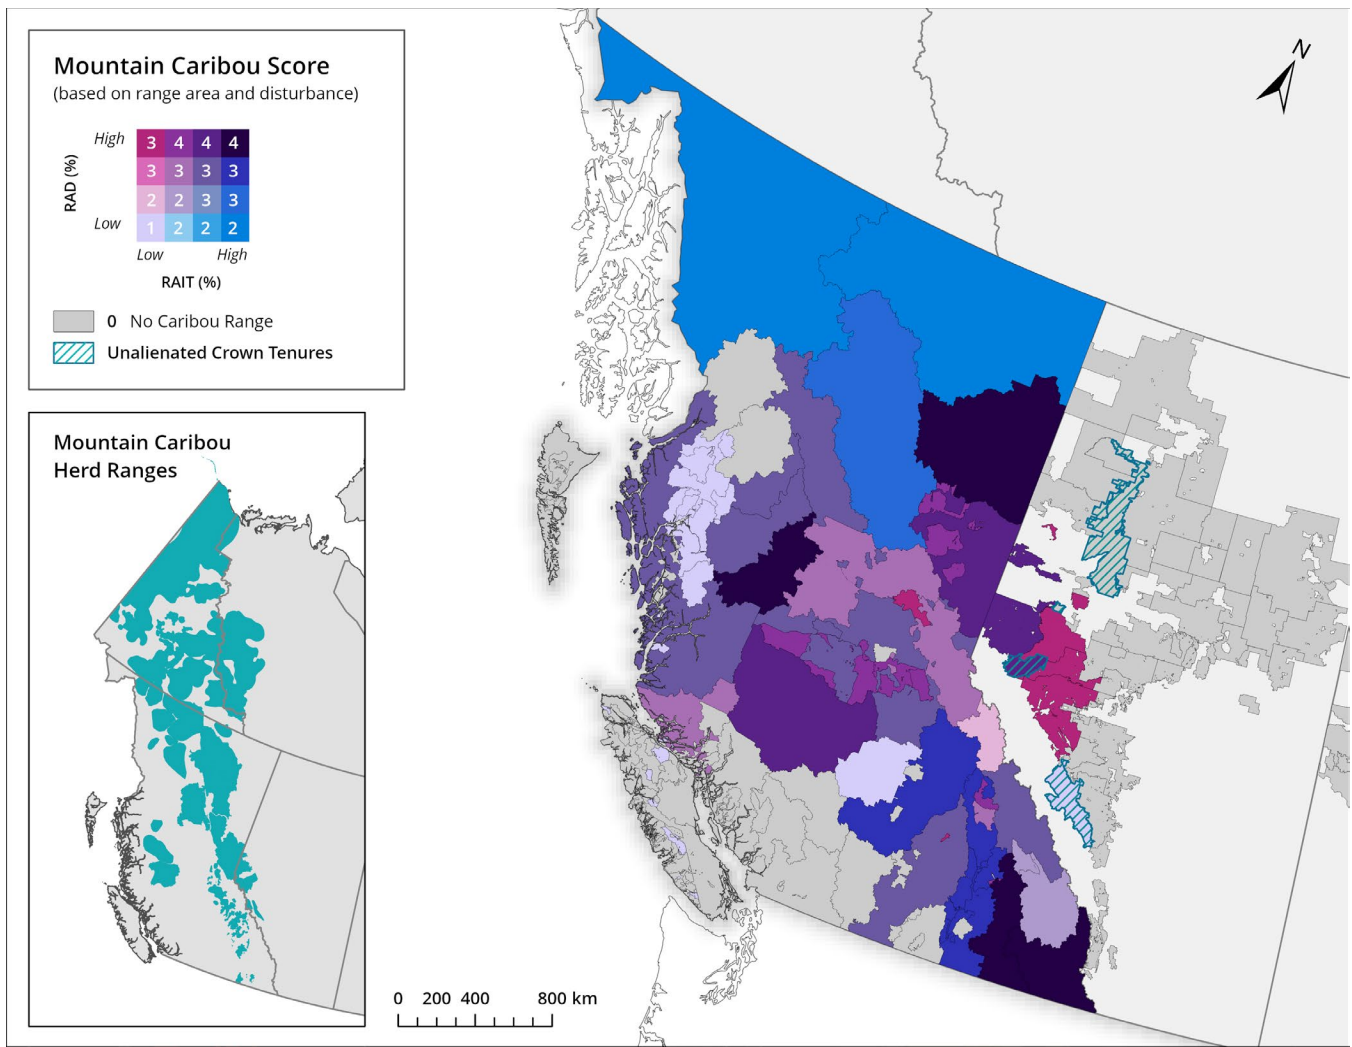 Mountain Caribou Score
(based on range area and disturbance)
High
3 4 4 4
3 3 3 3
2 2 3 3
1 2 2 2
RAD (%)
Low
Low High
RAIT (%)
0 No Caribou Range
Unalienated Crown Tenures
Mountain Caribou
Herd Ranges
N
0 200 400 800 km